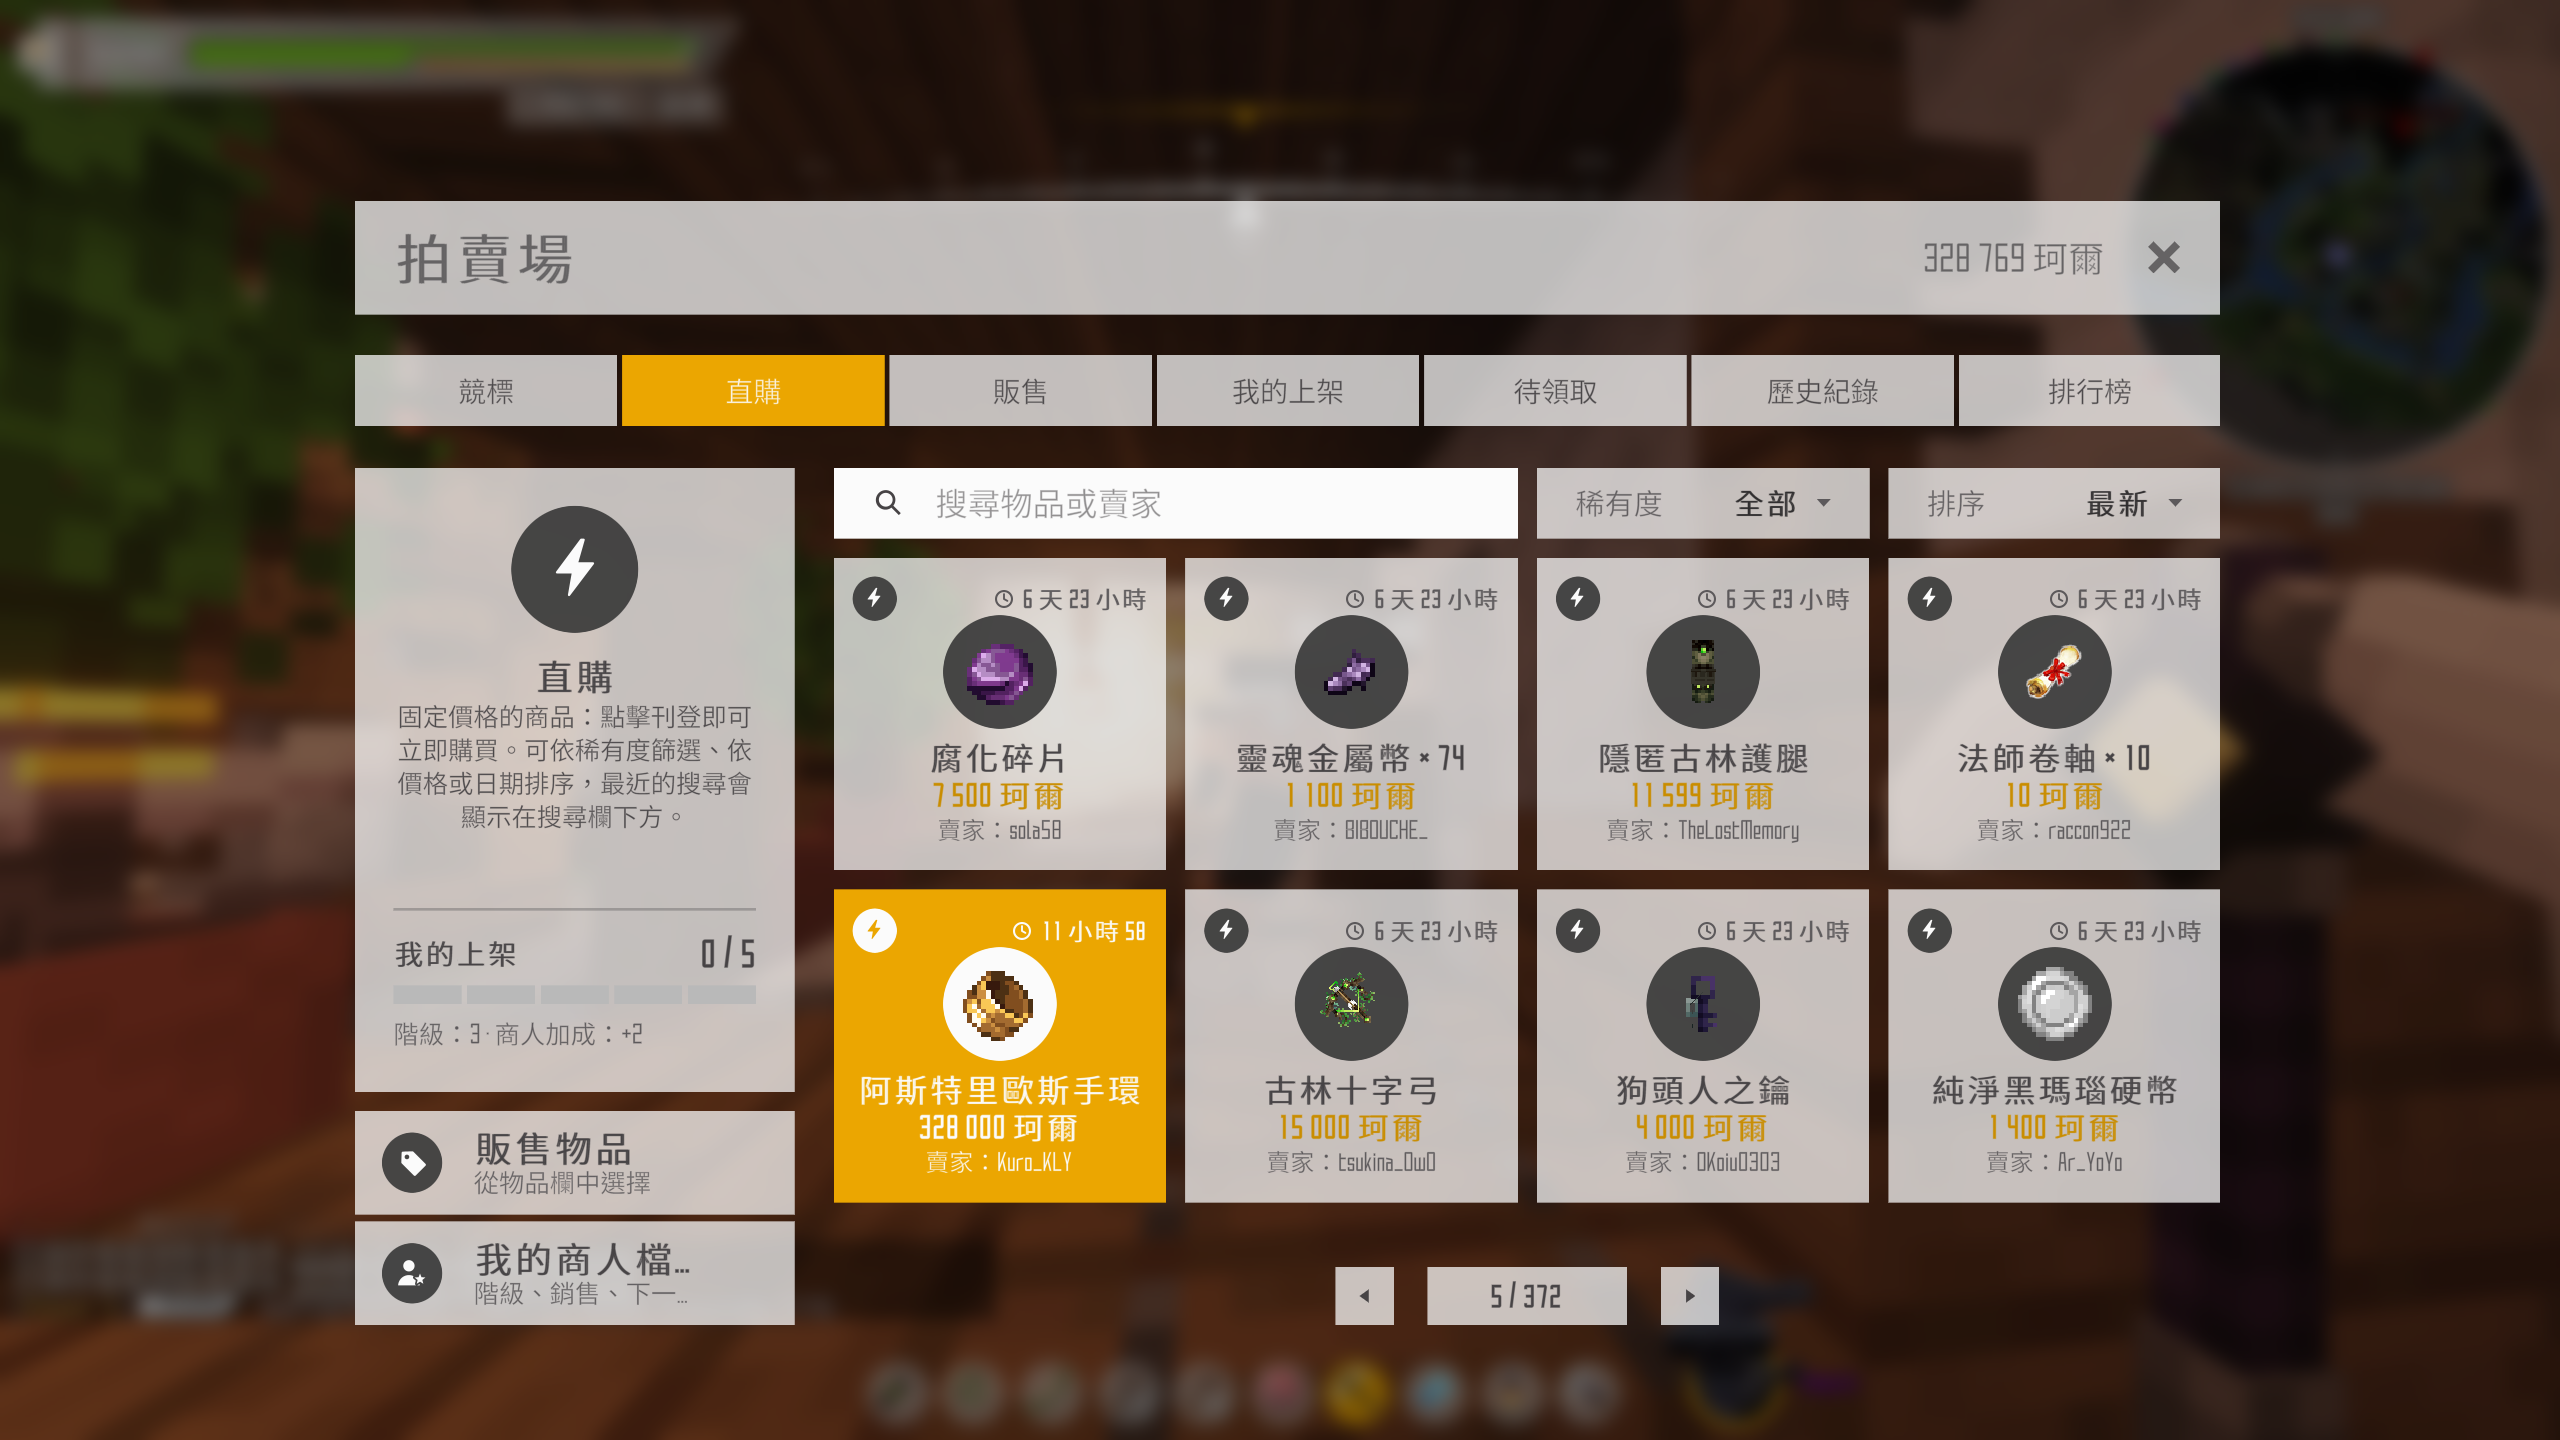 拍賣場
328 769 珂爾
競標
直購
販售
我的上架
待領取
歷史紀錄
排行榜
直購
固定價格的商品：點擊刊登即可
立即購買。可依稀有度篩選、依
價格或日期排序，最近的搜尋會
顯示在搜尋欄下方。
我的上架 0 / 5
階級：3 · 商人加成：+2
販售物品
從物品欄中選擇
我的商人檔...
階級、銷售、下一...
搜尋物品或賣家
稀有度 全部
排序 最新
6 天 23 小時
腐化碎片
7 500 珂爾
賣家：sola58
6 天 23 小時
靈魂金屬幣 × 74
1 100 珂爾
賣家：BIBOUCHE_
6 天 23 小時
隱匿古林護腿
11 599 珂爾
賣家：TheLostMemory
6 天 23 小時
法師卷軸 × 10
10 珂爾
賣家：raccon922
11 小時 58
阿斯特里歐斯手環
328 000 珂爾
賣家：Kuro_KLY
6 天 23 小時
古林十字弓
15 000 珂爾
賣家：tsukina_OwO
6 天 23 小時
狗頭人之鑰
4 000 珂爾
賣家：OKoiu0303
6 天 23 小時
純淨黑瑪瑙硬幣
1 400 珂爾
賣家：Ar_YoYo
5 / 372